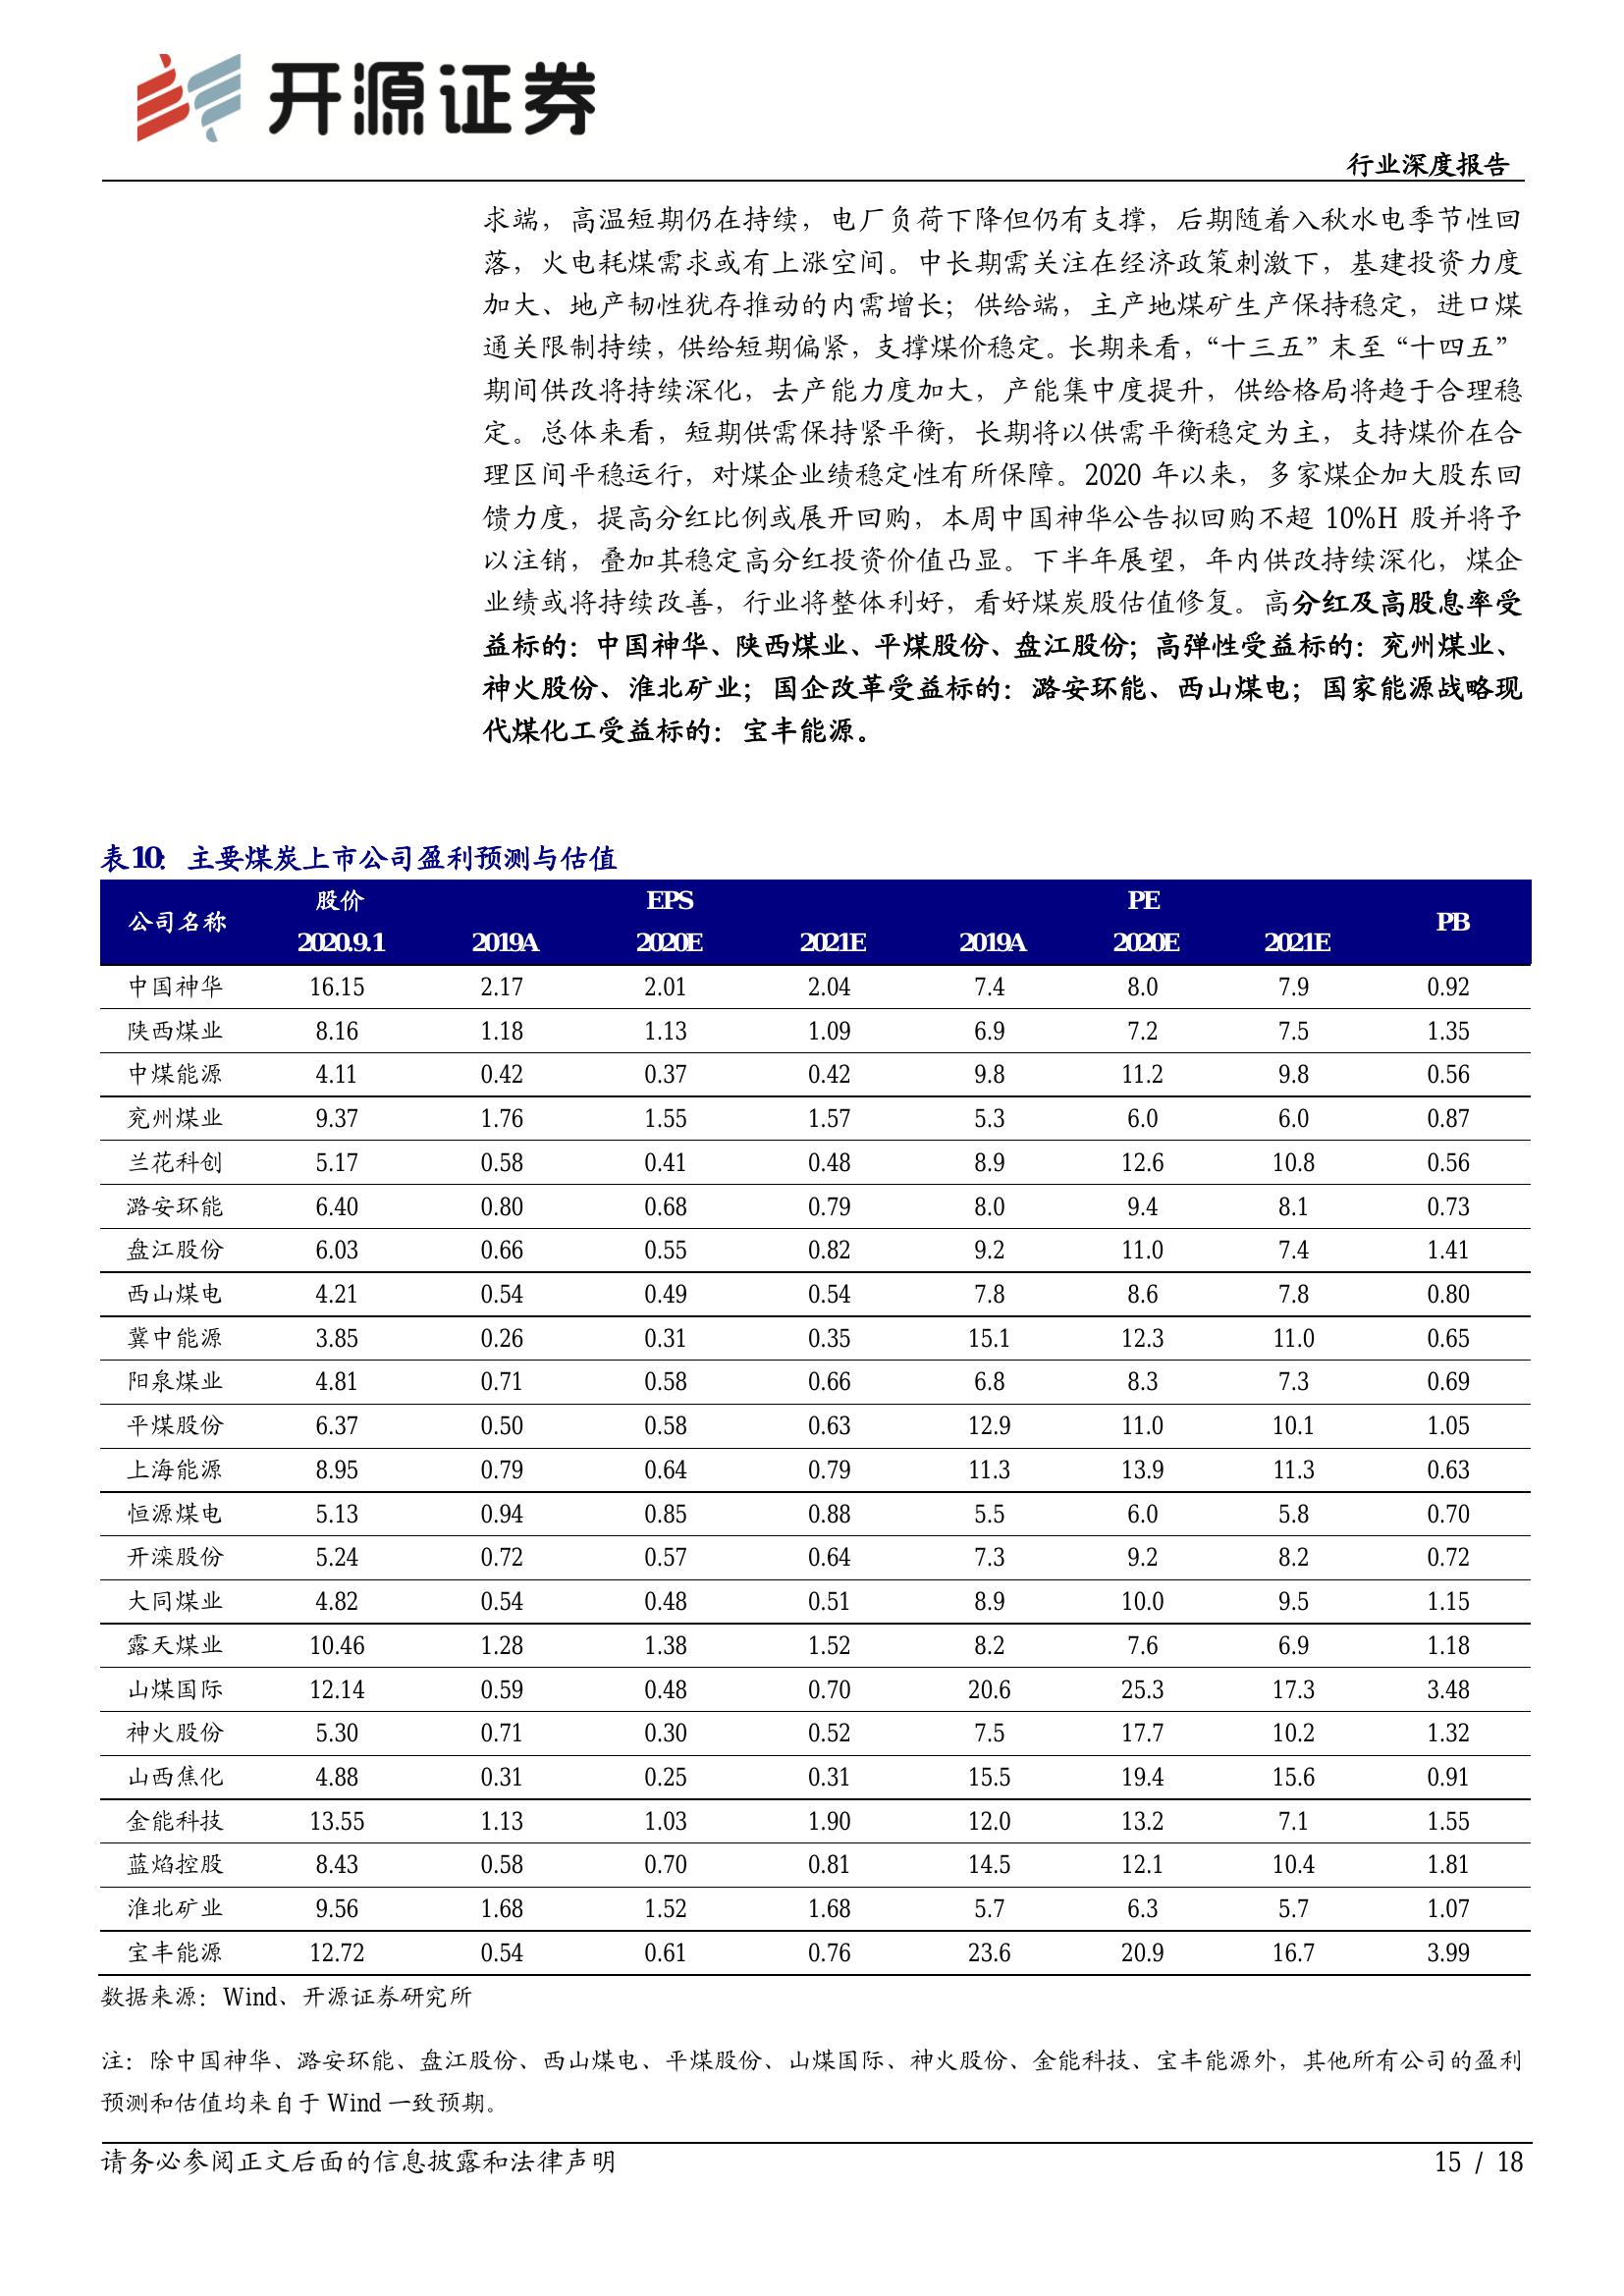 开源证券
行业深度报告
求端，高温短期仍在持续，电厂负荷下降但仍有支撑，后期随着入秋水电季节性回
落，火电耗煤需求或有上涨空间。中长期需关注在经济政策刺激下，基建投资力度
加大、地产韧性犹存推动的内需增长；供给端，主产地煤矿生产保持稳定，进口煤
通关限制持续，供给短期偏紧，支撑煤价稳定。长期来看，“十三五”末至“十四五”
期间供改将持续深化，去产能力度加大，产能集中度提升，供给格局将趋于合理稳
定。总体来看，短期供需保持紧平衡，长期将以供需平衡稳定为主，支持煤价在合
理区间平稳运行，对煤企业绩稳定性有所保障。2020 年以来，多家煤企加大股东回
馈力度，提高分红比例或展开回购，本周中国神华公告拟回购不超 10%H 股并将予
以注销，叠加其稳定高分红投资价值凸显。下半年展望，年内供改持续深化，煤企
业绩或将持续改善，行业将整体利好，看好煤炭股估值修复。高分红及高股息率受
益标的：中国神华、陕西煤业、平煤股份、盘江股份；高弹性受益标的：兖州煤业、
神火股份、淮北矿业；国企改革受益标的：潞安环能、西山煤电；国家能源战略现
代煤化工受益标的：宝丰能源。
表10：主要煤炭上市公司盈利预测与估值
公司名称 股价 EPS PE PB
2020.9.1 2019A 2020E 2021E 2019A 2020E 2021E
中国神华 16.15 2.17 2.01 2.04 7.4 8.0 7.9 0.92
陕西煤业 8.16 1.18 1.13 1.09 6.9 7.2 7.5 1.35
中煤能源 4.11 0.42 0.37 0.42 9.8 11.2 9.8 0.56
兖州煤业 9.37 1.76 1.55 1.57 5.3 6.0 6.0 0.87
兰花科创 5.17 0.58 0.41 0.48 8.9 12.6 10.8 0.56
潞安环能 6.40 0.80 0.68 0.79 8.0 9.4 8.1 0.73
盘江股份 6.03 0.66 0.55 0.82 9.2 11.0 7.4 1.41
西山煤电 4.21 0.54 0.49 0.54 7.8 8.6 7.8 0.80
冀中能源 3.85 0.26 0.31 0.35 15.1 12.3 11.0 0.65
阳泉煤业 4.81 0.71 0.58 0.66 6.8 8.3 7.3 0.69
平煤股份 6.37 0.50 0.58 0.63 12.9 11.0 10.1 1.05
上海能源 8.95 0.79 0.64 0.79 11.3 13.9 11.3 0.63
恒源煤电 5.13 0.94 0.85 0.88 5.5 6.0 5.8 0.70
开滦股份 5.24 0.72 0.57 0.64 7.3 9.2 8.2 0.72
大同煤业 4.82 0.54 0.48 0.51 8.9 10.0 9.5 1.15
露天煤业 10.46 1.28 1.38 1.52 8.2 7.6 6.9 1.18
山煤国际 12.14 0.59 0.48 0.70 20.6 25.3 17.3 3.48
神火股份 5.30 0.71 0.30 0.52 7.5 17.7 10.2 1.32
山西焦化 4.88 0.31 0.25 0.31 15.5 19.4 15.6 0.91
金能科技 13.55 1.13 1.03 1.90 12.0 13.2 7.1 1.55
蓝焰控股 8.43 0.58 0.70 0.81 14.5 12.1 10.4 1.81
淮北矿业 9.56 1.68 1.52 1.68 5.7 6.3 5.7 1.07
宝丰能源 12.72 0.54 0.61 0.76 23.6 20.9 16.7 3.99
数据来源：Wind、开源证券研究所
注：除中国神华、潞安环能、盘江股份、西山煤电、平煤股份、山煤国际、神火股份、金能科技、宝丰能源外，其他所有公司的盈利
预测和估值均来自于 Wind 一致预期。
请务必参阅正文后面的信息披露和法律声明 15 / 18